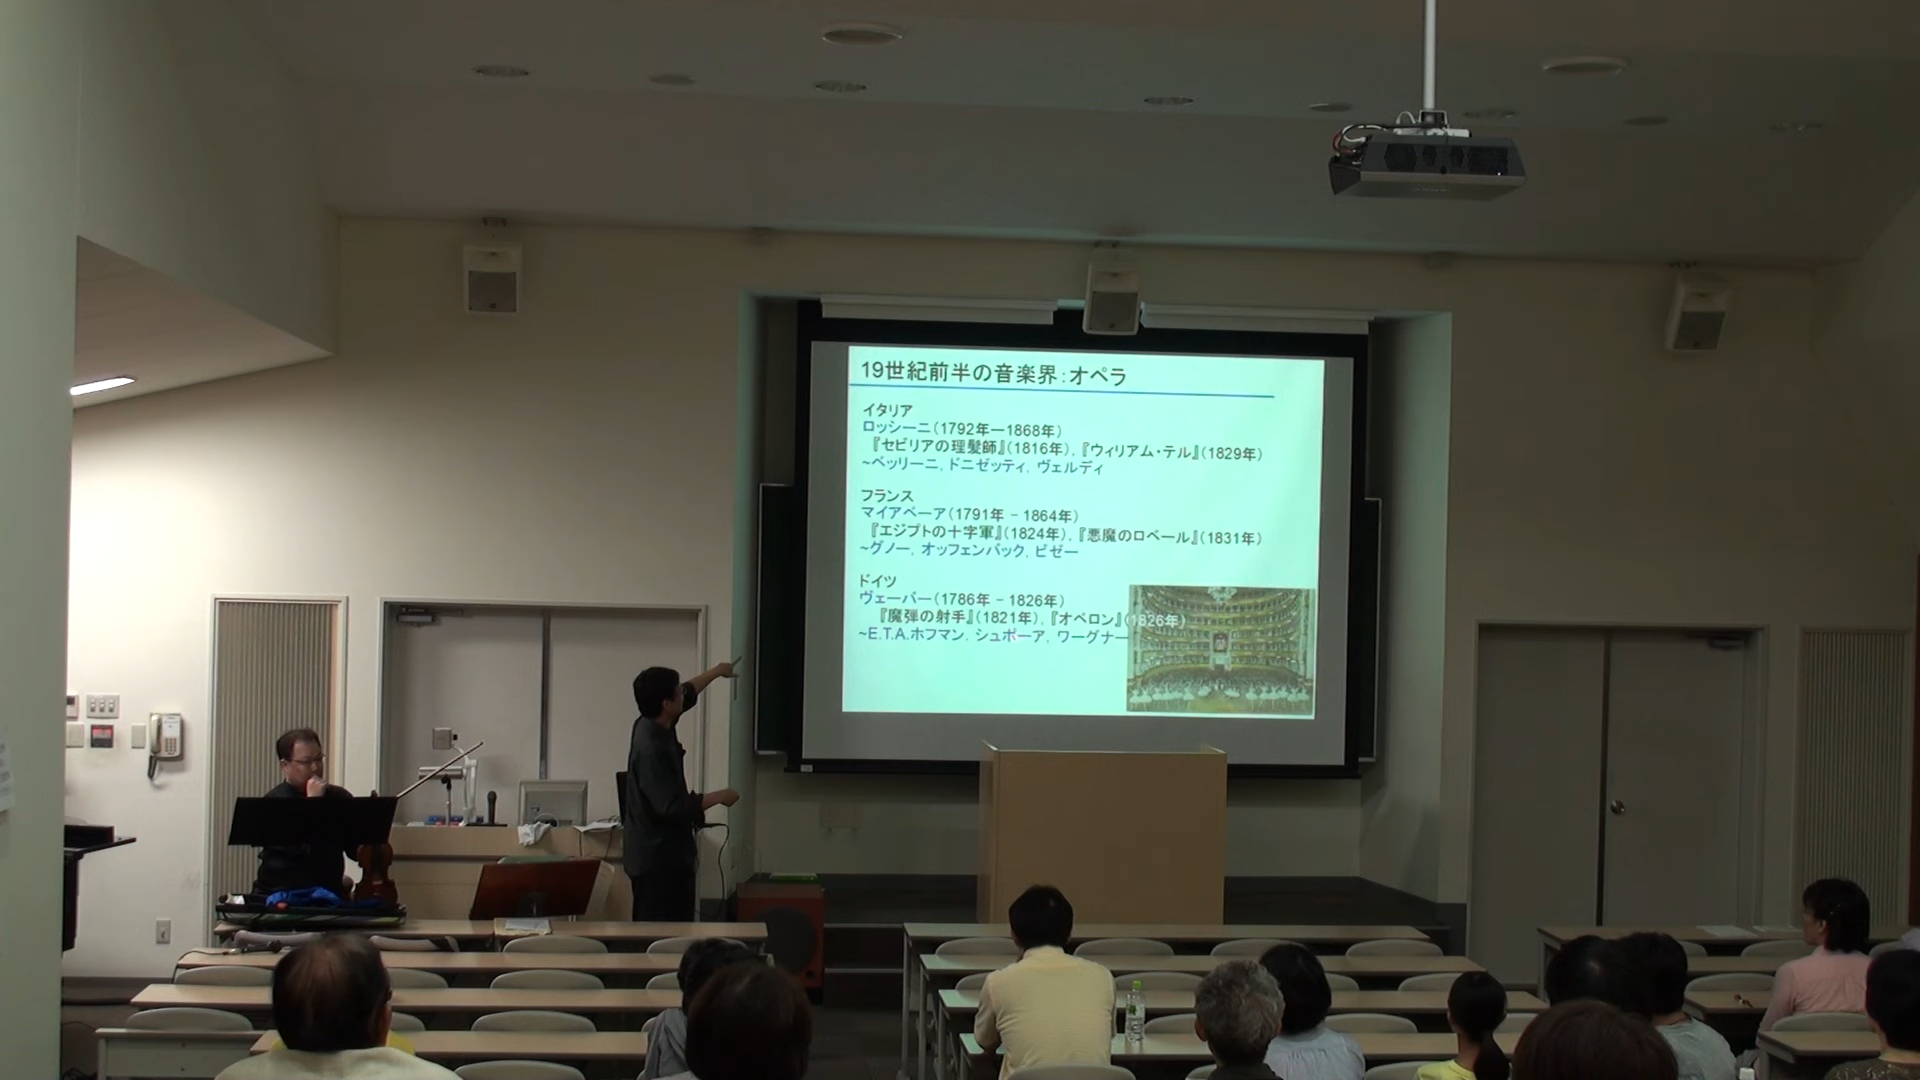 19世紀前半の音楽界:オペラ
イタリア
ロッシーニ(1792年―1868年)
『セビリアの理髪師』(1816年),『ウィリアム・テル』(1829年)
~ベッリーニ, ドニゼッティ, ヴェルディ
フランス
マイアベーア(1791年 - 1864年)
『エジプトの十字軍』(1824年),『悪魔のロベール』(1831年)
~グノー, オッフェンバック, ビゼー
ドイツ
ヴェーバー(1786年 - 1826年)
『魔弾の射手』(1821年),『オベロン』(1826年)
~E.T.A.ホフマン, シュポーア, ワーグナー